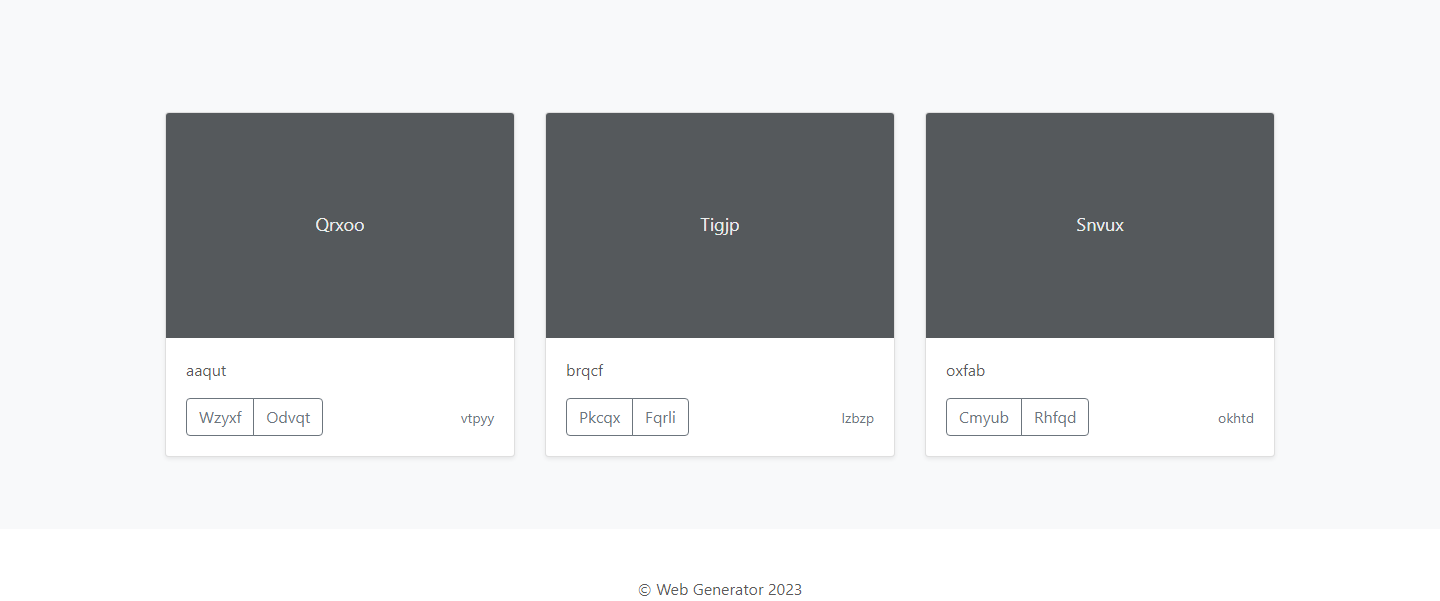 Qrxoo
Tigjp
Snvux
aaqut
Wzyxf Odvqt vtpyy
brqcf
Pkcqx Fqrli lzbzp
oxfab
Cmyub Rhfqd okhtd
© Web Generator 2023